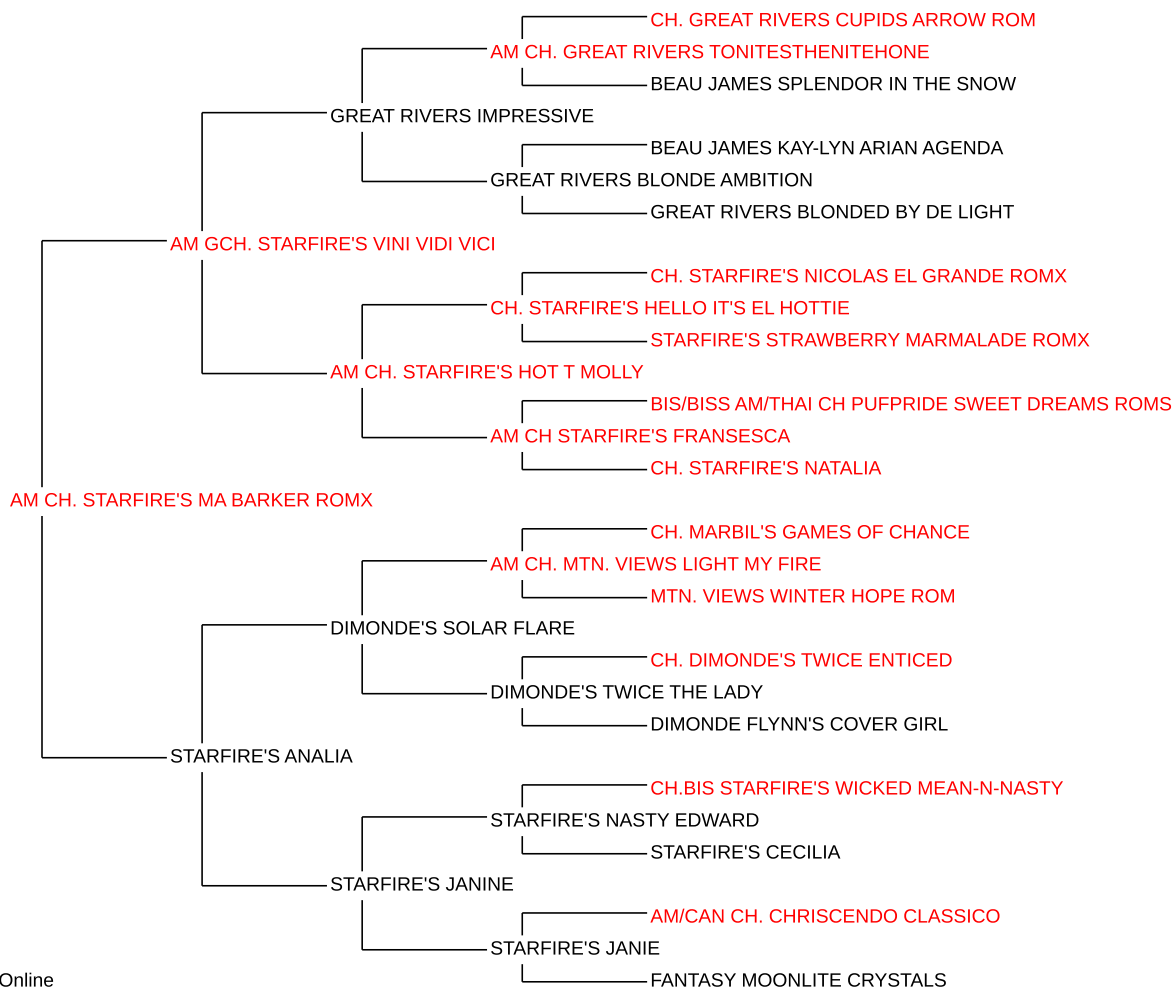 CH. GREAT RIVERS CUPIDS ARROW ROM
AM CH. GREAT RIVERS TONITESTHENITEHONE
BEAU JAMES SPLENDOR IN THE SNOW
GREAT RIVERS IMPRESSIVE
BEAU JAMES KAY-LYN ARIAN AGENDA
GREAT RIVERS BLONDE AMBITION
GREAT RIVERS BLONDED BY DE LIGHT
AM GCH. STARFIRE'S VINI VIDI VICI
CH. STARFIRE'S NICOLAS EL GRANDE ROMX
CH. STARFIRE'S HELLO IT'S EL HOTTIE
STARFIRE'S STRAWBERRY MARMALADE ROMX
AM CH. STARFIRE'S HOT T MOLLY
BIS/BISS AM/THAI CH PUFPRIDE SWEET DREAMS ROMS
AM CH STARFIRE'S FRANSESCA
CH. STARFIRE'S NATALIA
AM CH. STARFIRE'S MA BARKER ROMX
CH. MARBIL'S GAMES OF CHANCE
AM CH. MTN. VIEWS LIGHT MY FIRE
MTN. VIEWS WINTER HOPE ROM
DIMONDE'S SOLAR FLARE
CH. DIMONDE'S TWICE ENTICED
DIMONDE'S TWICE THE LADY
DIMONDE FLYNN'S COVER GIRL
STARFIRE'S ANALIA
CH.BIS STARFIRE'S WICKED MEAN-N-NASTY
STARFIRE'S NASTY EDWARD
STARFIRE'S CECILIA
STARFIRE'S JANINE
AM/CAN CH. CHRISCENDO CLASSICO
STARFIRE'S JANIE
FANTASY MOONLITE CRYSTALS
Online